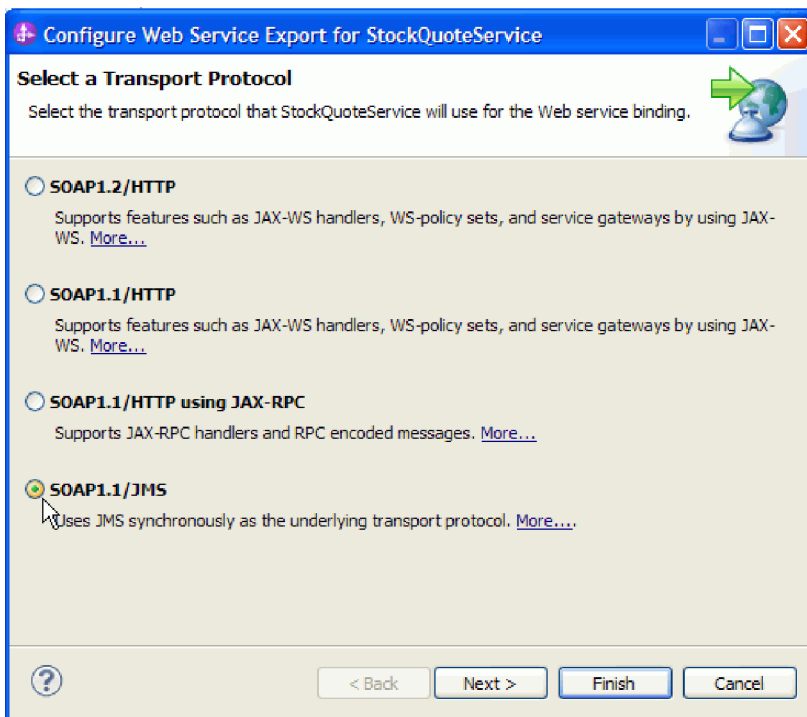 Configure Web Service Export for StockQuoteService
Select a Transport Protocol
Select the transport protocol that StockQuoteService will use for the Web service binding.
SOAP1.2/HTTP
Supports features such as JAX-WS handlers, WS-policy sets, and service gateways by using JAX-
WS. More...
SOAP1.1/HTTP
Supports features such as JAX-WS handlers, WS-policy sets, and service gateways by using JAX-
WS. More...
SOAP1.1/HTTP using JAX-RPC
Supports JAX-RPC handlers and RPC encoded messages. More...
SOAP1.1/JMS
Uses JMS synchronously as the underlying transport protocol. More....
? < Back Next > Finish Cancel